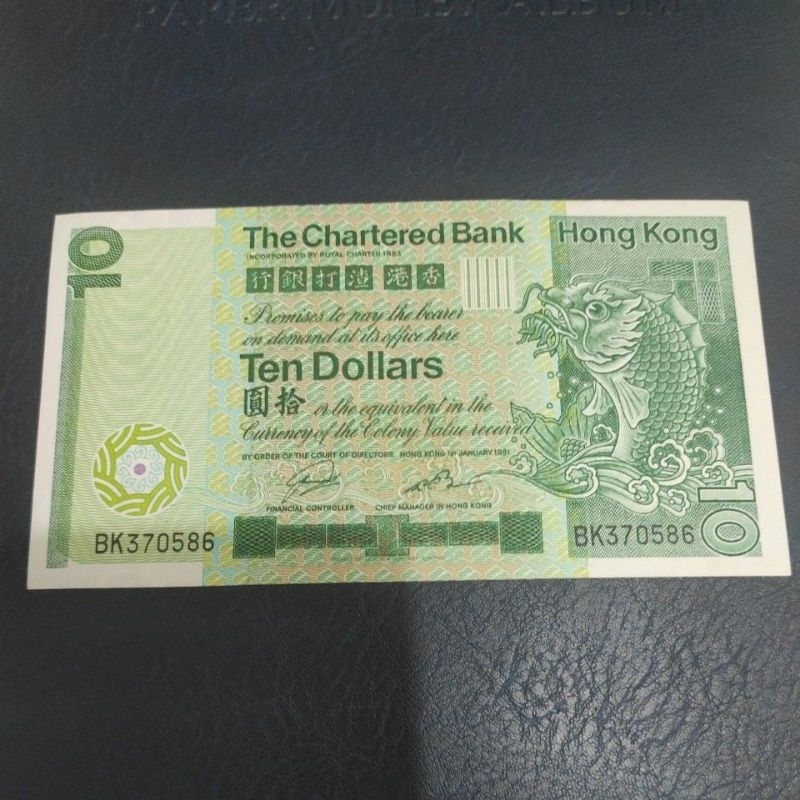 PAPER MONEY ALBUM
10
The Chartered Bank
Hong Kong
INCORPORATED BY ROYAL CHARTER 1853
行銀打渣港香
Promises to pay the bearer
on demand at its office here
Ten Dollars
圓拾 or the equivalent in the
Currency of the Colony Value received
BY ORDER OF THE COURT OF DIRECTORS. HONG KONG 1ST JANUARY 1981
FINANCIAL CONTROLLER
CHIEF MANAGER IN HONG KONG
BK370586
BK370586
10